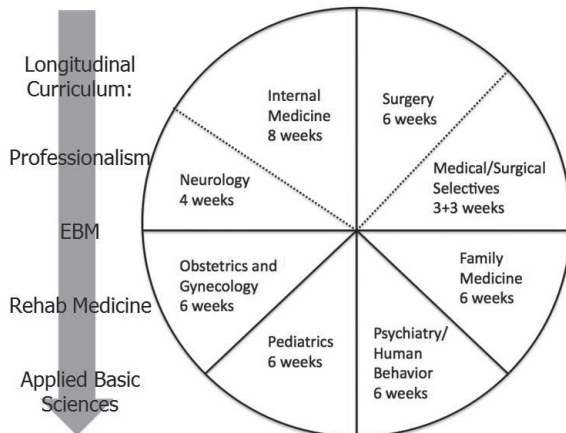 Longitudinal
Curriculum:
Professionalism
EBM
Rehab Medicine
Applied Basic
Sciences
Internal
Medicine
8 weeks
Surgery
6 weeks
Neurology
4 weeks
Medical/Surgical
Selectives
3+3 weeks
Obstetrics and
Gynecology
6 weeks
Family
Medicine
6 weeks
Pediatrics
6 weeks
Psychiatry/
Human
Behavior
6 weeks